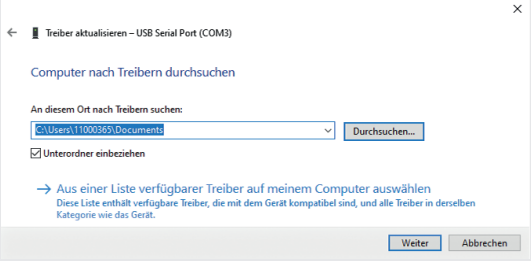 Treiber aktualisieren – USB Serial Port (COM3)
Computer nach Treibern durchsuchen
An diesem Ort nach Treibern suchen:
C:\Users\11000365\Documents
Durchsuchen...
Unterordner einbeziehen
Aus einer Liste verfügbarer Treiber auf meinem Computer auswählen
Diese Liste enthält verfügbare Treiber, die mit dem Gerät kompatibel sind, und alle Treiber in derselben
Kategorie wie das Gerät.
Weiter
Abbrechen